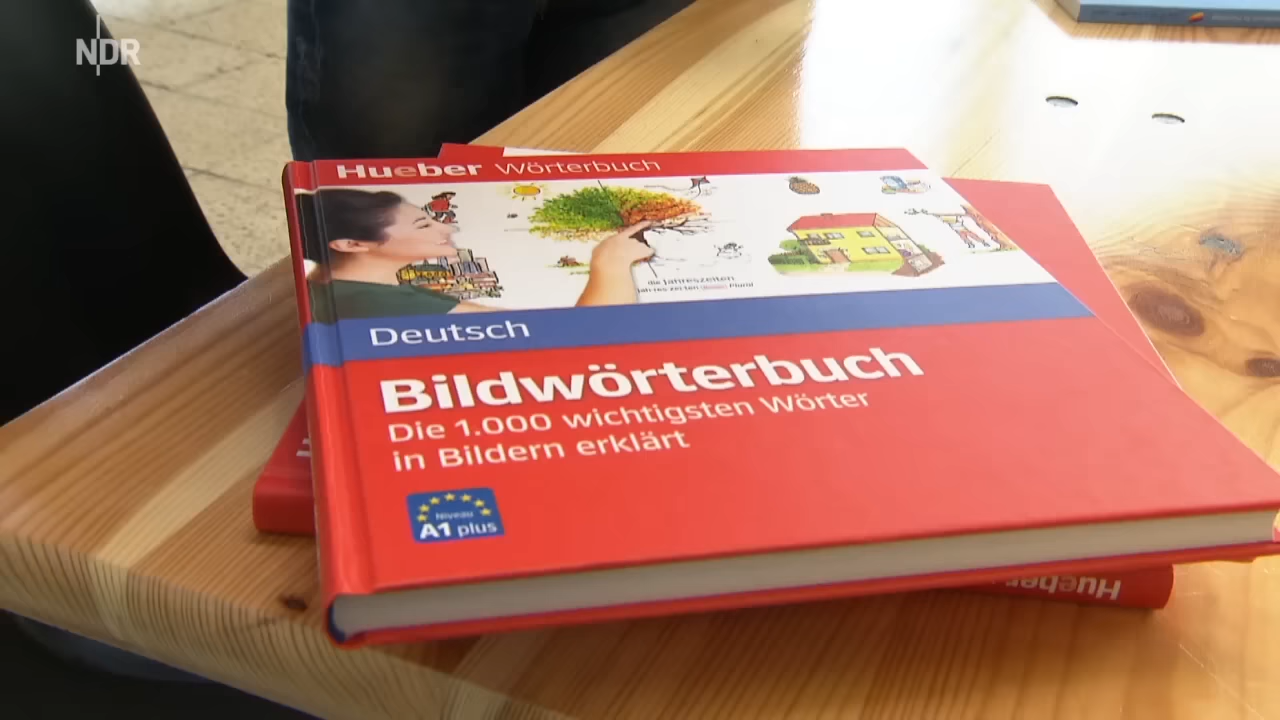 NDR
Hueber Wörterbuch
die Jahreszeiten
Plural
Deutsch
Bildwörterbuch
Die 1.000 wichtigsten Wörter
in Bildern erklärt
Niveau
A1 plus
Hueber